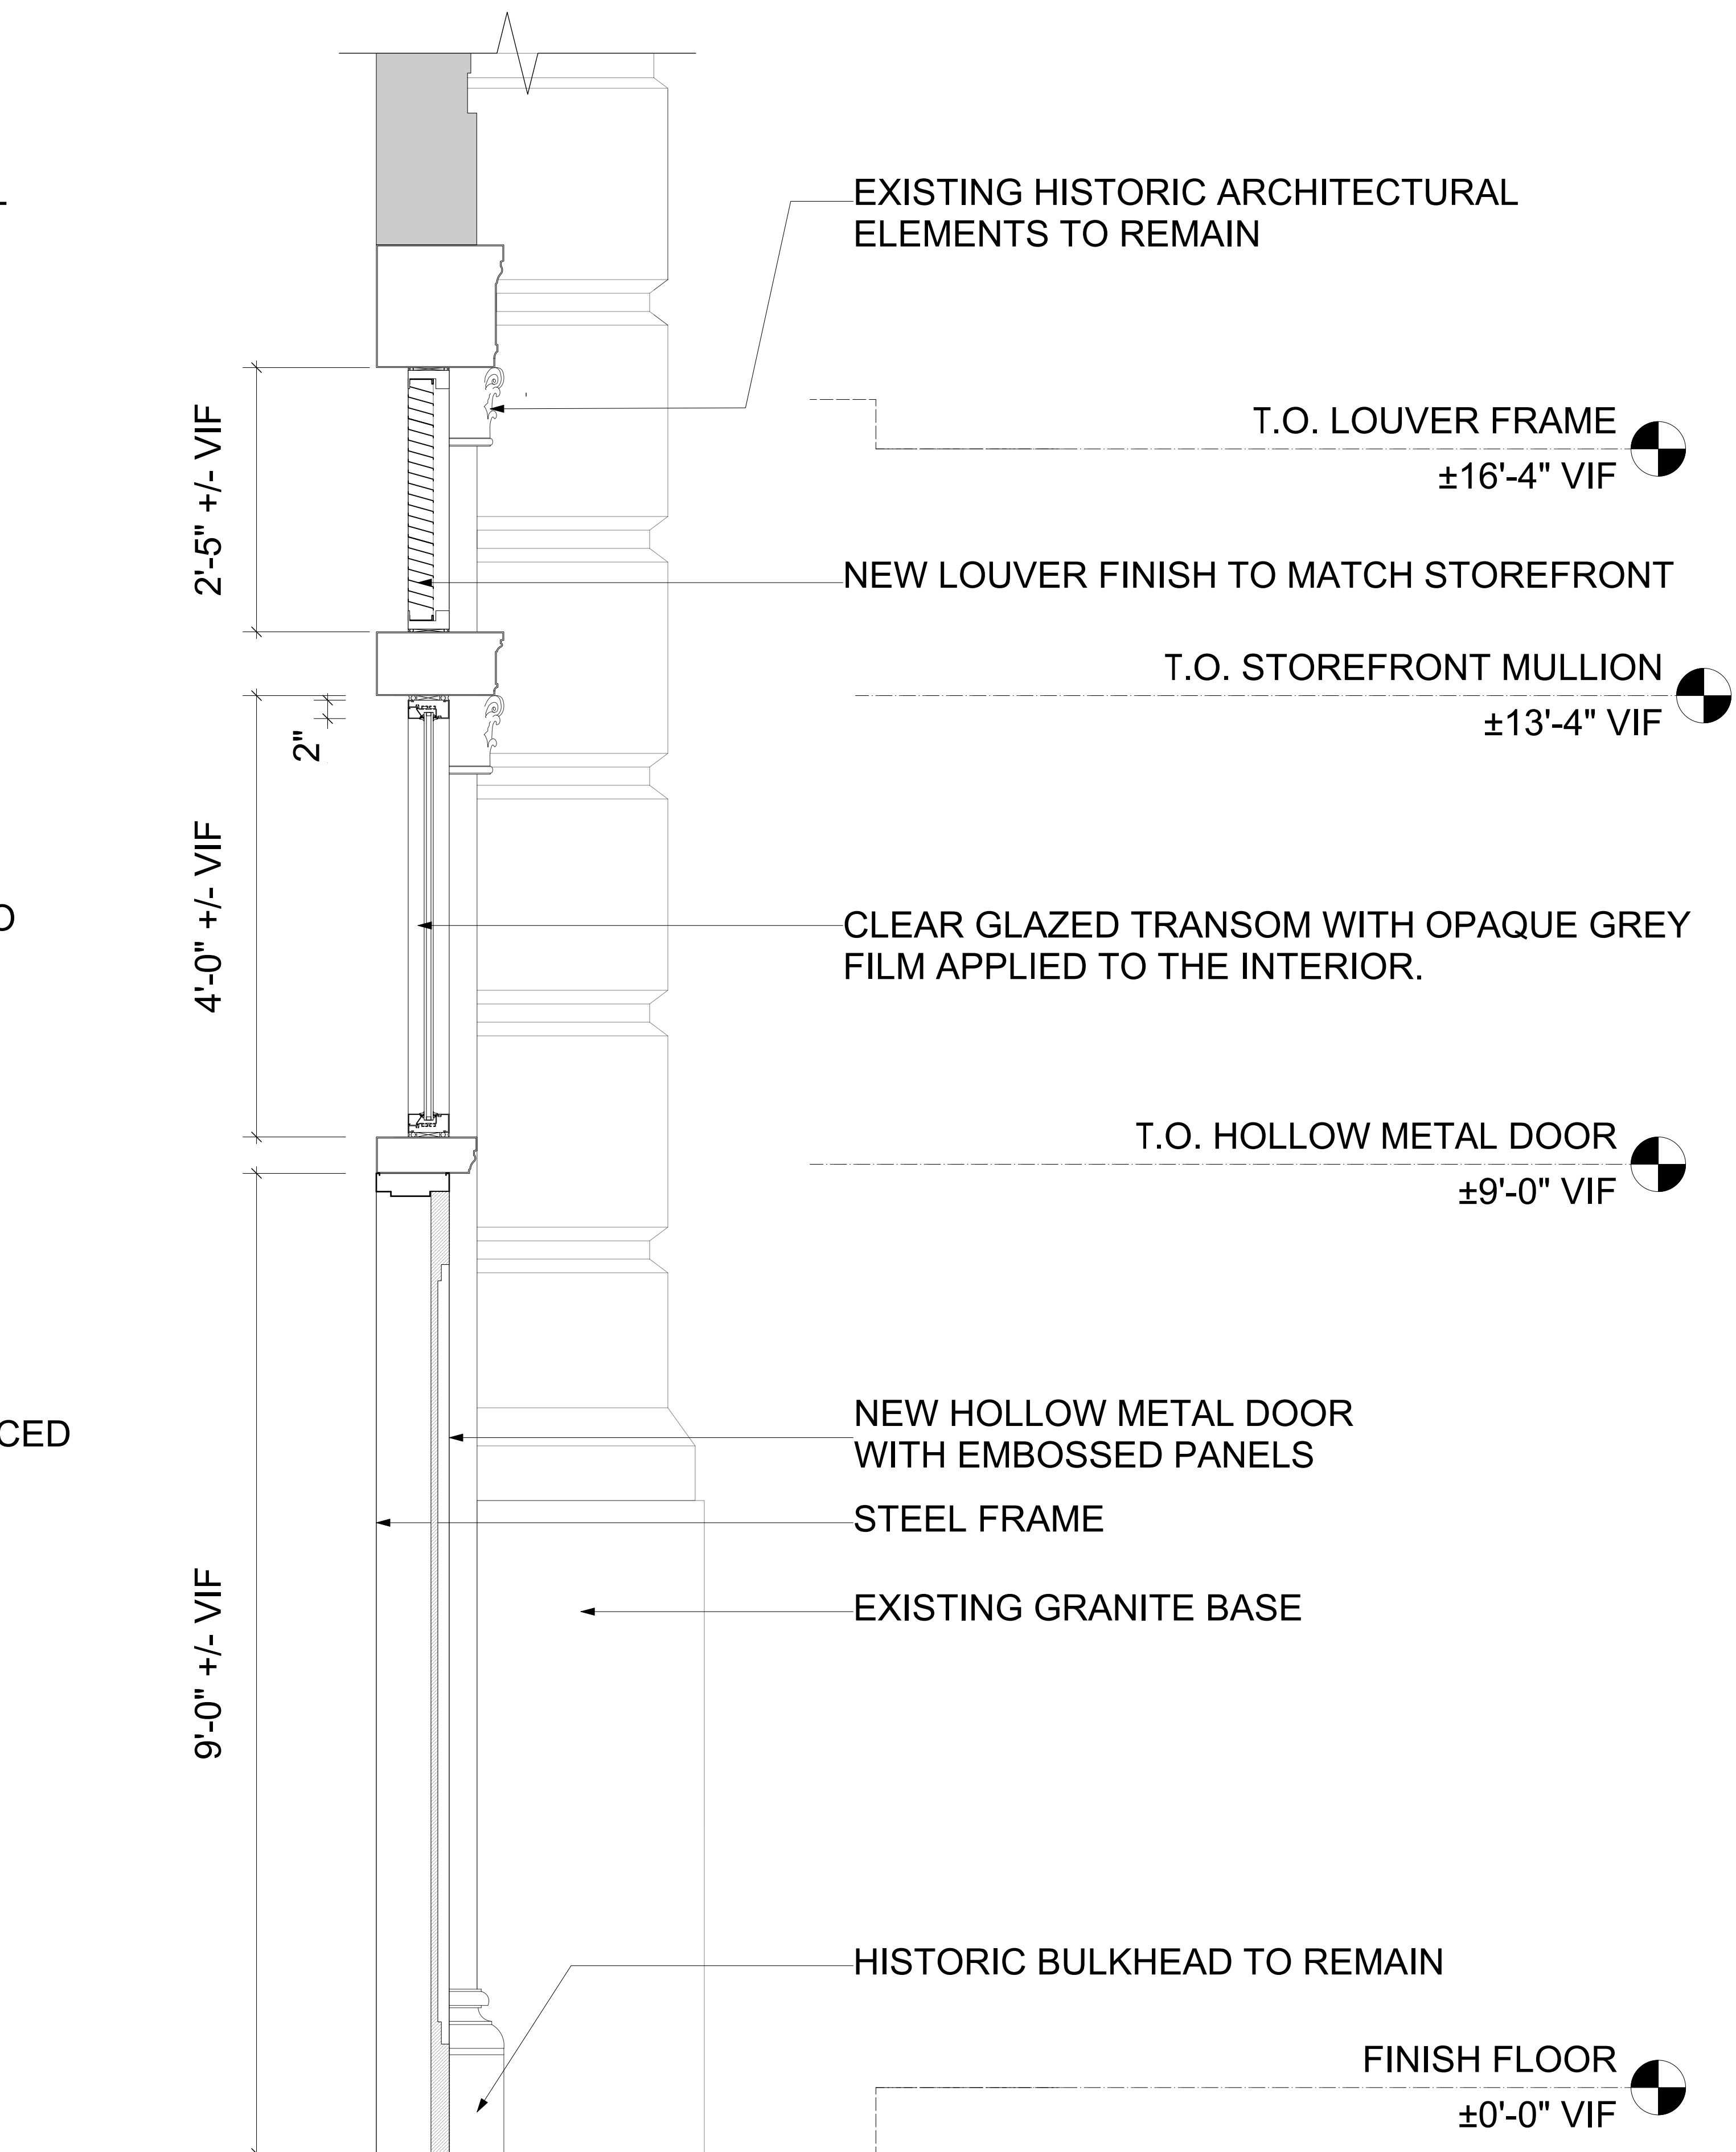 EXISTING HISTORIC ARCHITECTURAL
ELEMENTS TO REMAIN
2'-5" +/- VIF
T.O. LOUVER FRAME
±16'-4" VIF
NEW LOUVER FINISH TO MATCH STOREFRONT
T.O. STOREFRONT MULLION
±13'-4" VIF
2"
4'-0" +/- VIF
CLEAR GLAZED TRANSOM WITH OPAQUE GREY
FILM APPLIED TO THE INTERIOR.
T.O. HOLLOW METAL DOOR
±9'-0" VIF
CED
NEW HOLLOW METAL DOOR
WITH EMBOSSED PANELS
STEEL FRAME
EXISTING GRANITE BASE
9'-0" +/- VIF
HISTORIC BULKHEAD TO REMAIN
FINISH FLOOR
±0'-0" VIF